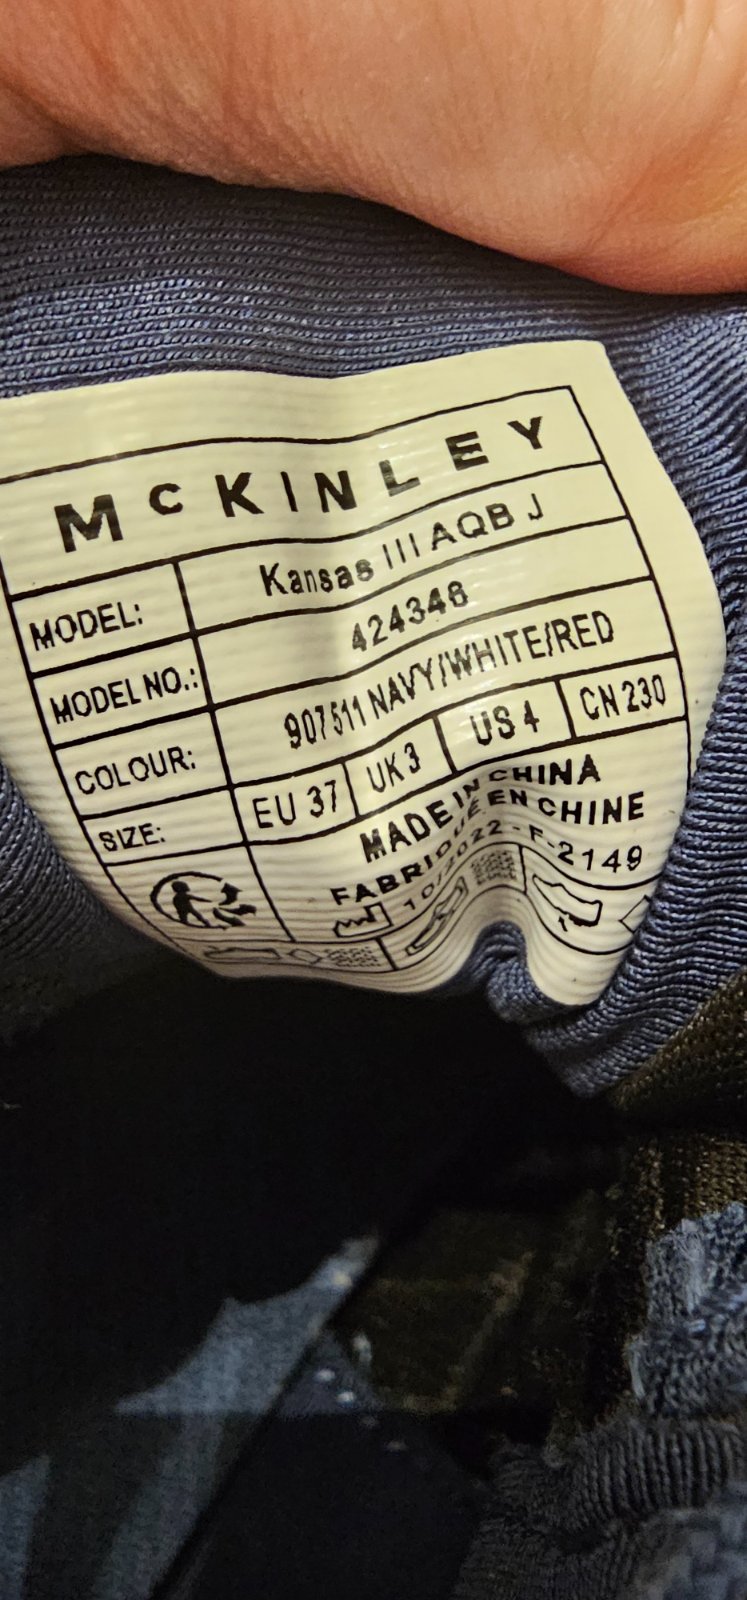 McKINLEY
MODEL: Kansas III AQB J
MODEL NO.: 424348
COLOUR: 907511 NAVY/WHITE/RED
SIZE: EU 37 UK 3 US 4 CN 230
MADE IN CHINA
FABRIQUÉ EN CHINE
10/2022 - F-2149